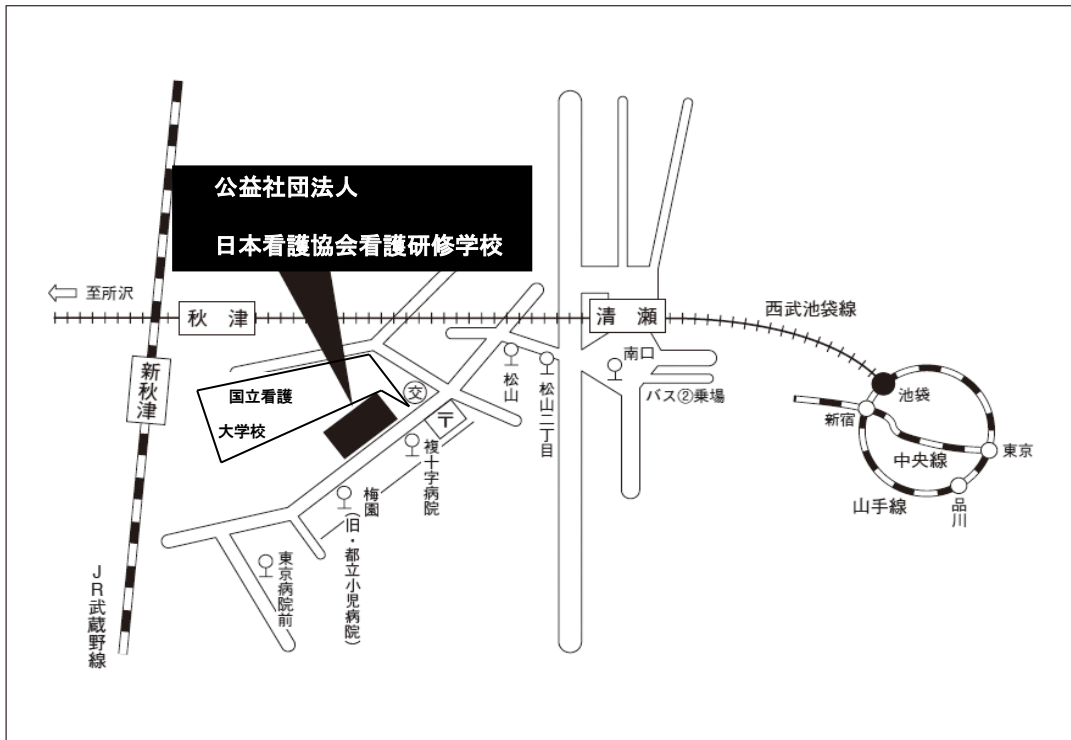 公益社団法人
日本看護協会看護研修学校
至所沢
秋津
清瀬
西武池袋線
新秋津
国立看護
大学校
交
〒
松山
松山二丁目
南口
バス②乗場
池袋
新宿
中央線
東京
山手線
品川
複十字病院
梅園
(旧・都立小児病院)
東京病院前
JR武蔵野線